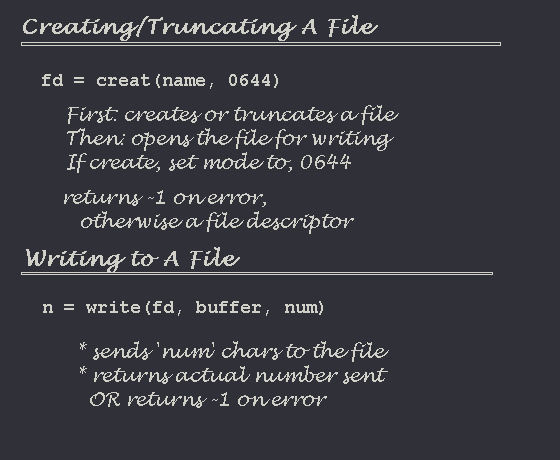 Creating/Truncating A File
fd = creat(name, 0644)
First: creates or truncates a file
Then: opens the file for writing
If create, set mode to, 0644
returns -1 on error,
otherwise a file descriptor
Writing to A File
n = write(fd, buffer, num)
* sends 'num' chars to the file
* returns actual number sent
OR returns -1 on error